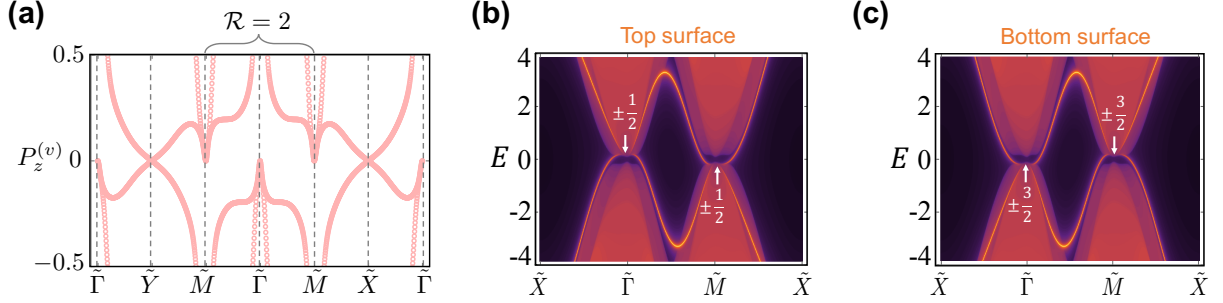 (a)
R = 2
0.5
P_z^{(v)}
0
−0.5
Γ̃ Ỹ M̃ Γ̃ M̃ X̃ Γ̃
(b)
Top surface
4
2
E 0
-2
-4
±1/2
±1/2
X̃ Γ̃ M̃ X̃
(c)
Bottom surface
4
2
E 0
-2
-4
±3/2
±3/2
X̃ Γ̃ M̃ X̃